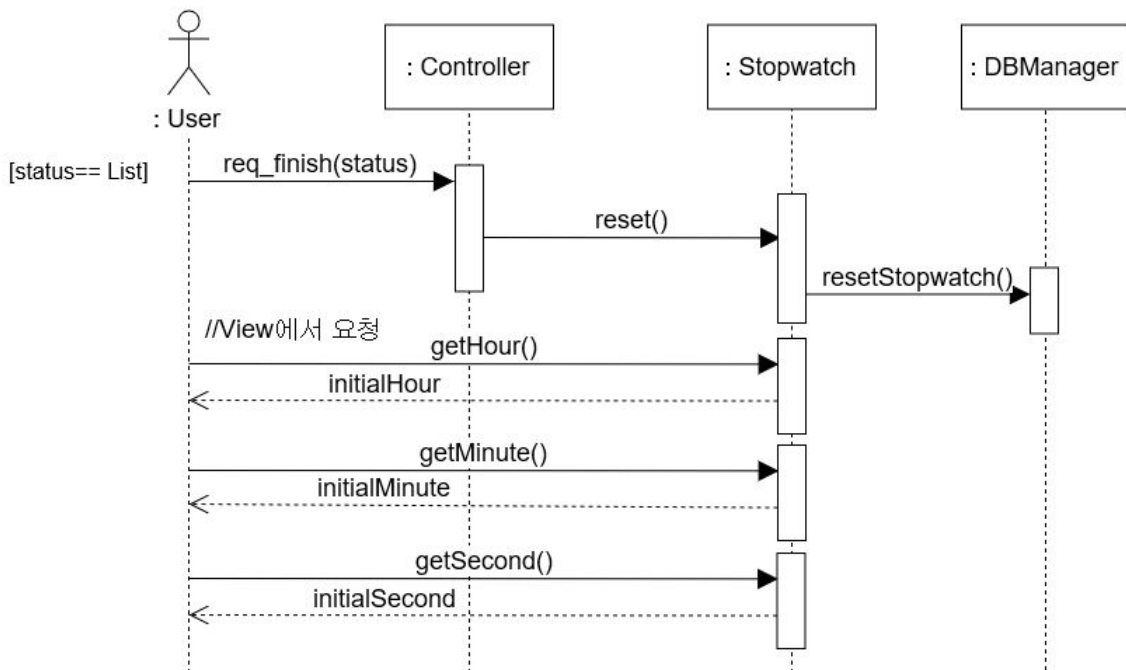 : Controller
: Stopwatch
: DBManager
: User
[status== List]
req_finish(status)
reset()
resetStopwatch()
//View에서 요청
getHour()
initialHour
getMinute()
initialMinute
getSecond()
initialSecond